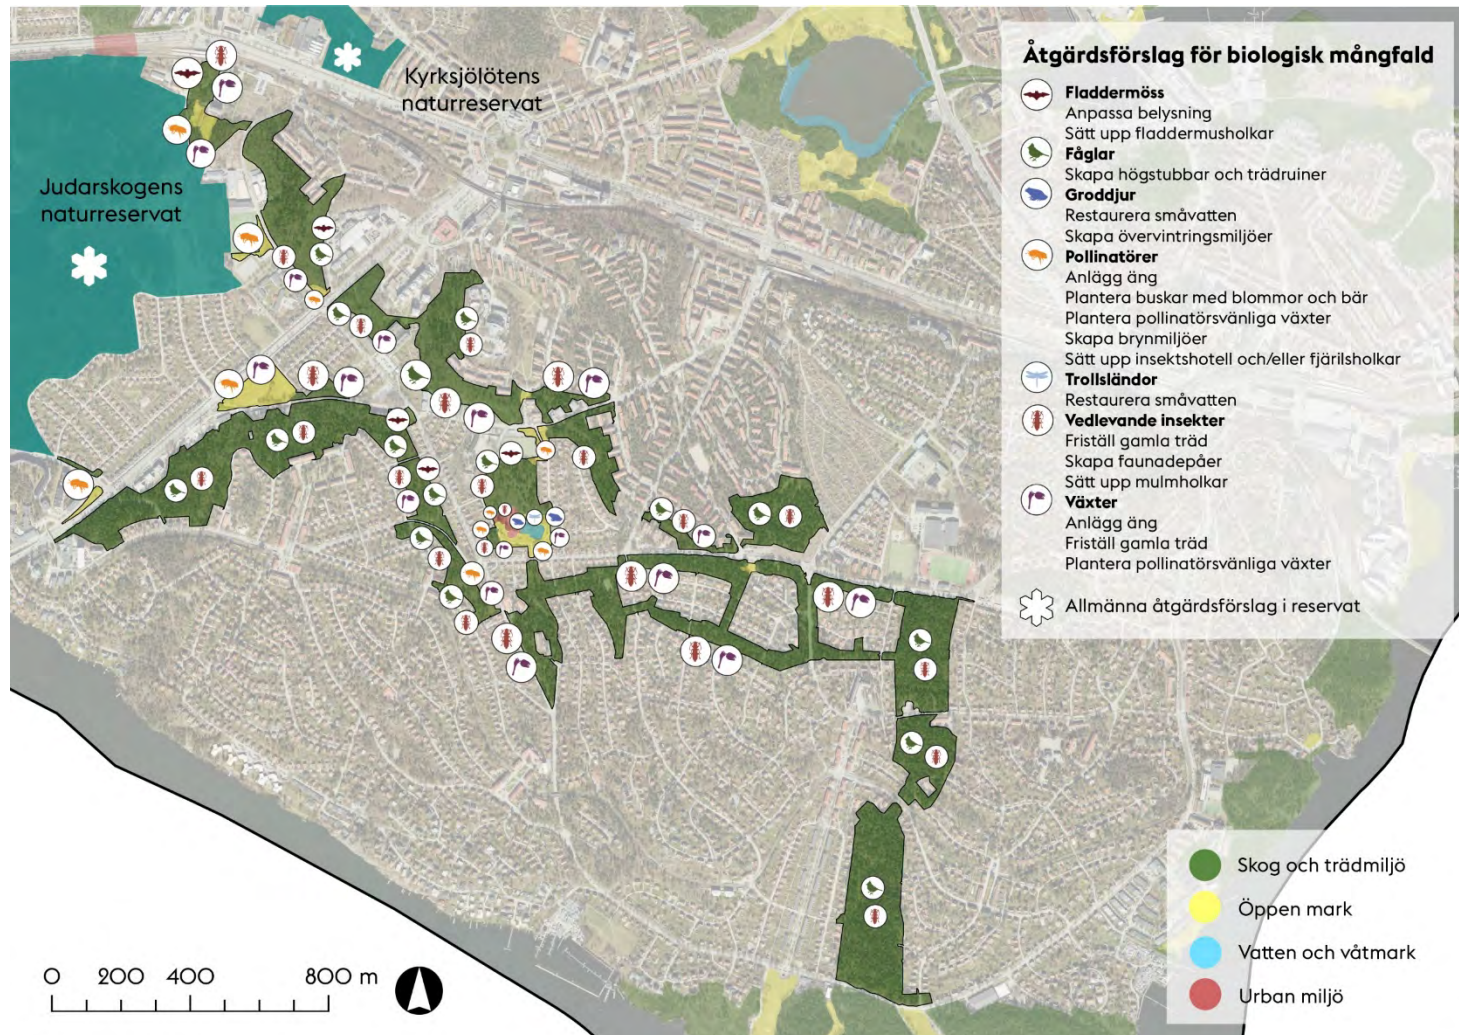 Kyrksjölötens
naturreservat
Judarskogens
naturreservat
Åtgärdsförslag för biologisk mångfald
Fladdermöss
Anpassa belysning
Sätt upp fladdermusholkar
Fåglar
Skapa högstubbar och trädruiner
Groddjur
Restaurera småvatten
Skapa övervintringsmiljöer
Pollinatörer
Anlägg äng
Plantera buskar med blommor och bär
Plantera pollinatörsvänliga växter
Skapa brynmiljöer
Sätt upp insektshotell och/eller fjärilsholkar
Trollsländor
Restaurera småvatten
Vedlevande insekter
Friställ gamla träd
Skapa faunadepåer
Sätt upp mulmholkar
Växter
Anlägg äng
Friställ gamla träd
Plantera pollinatörsvänliga växter
Allmänna åtgärdsförslag i reservat
Skog och trädmiljö
Öppen mark
Vatten och våtmark
Urban miljö
0 200 400 800 m